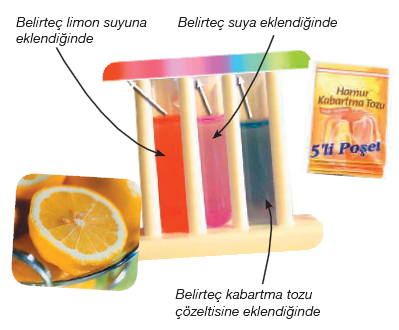 Belirteç limon suyuna
eklendiğinde
Belirteç suya eklendiğinde
Hamur
Kabartma Tozu
5'li Poşet
Belirteç kabartma tozu
çözeltisine eklendiğinde